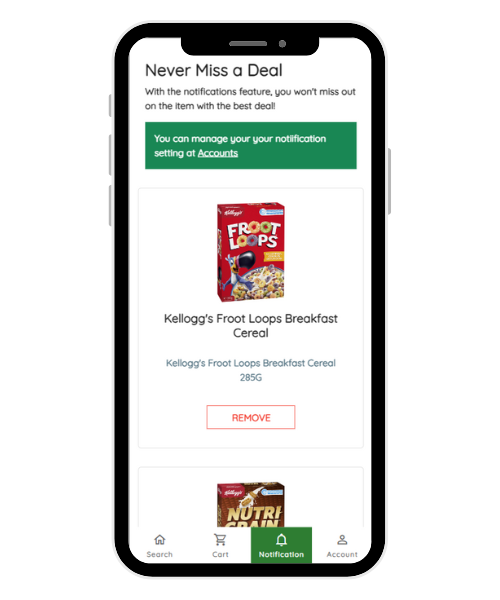 Never Miss a Deal
With the notifications feature, you won't miss out
on the item with the best deal!
You can manage your your notiification
setting at Accounts
Kellogg's
FROOT
LOOPS
Kellogg's Froot Loops Breakfast
Cereal
Kellogg's Froot Loops Breakfast Cereal
285G
REMOVE
Kellogg's
NUTRI
GRAIN
Search
Cart
Notification
Account